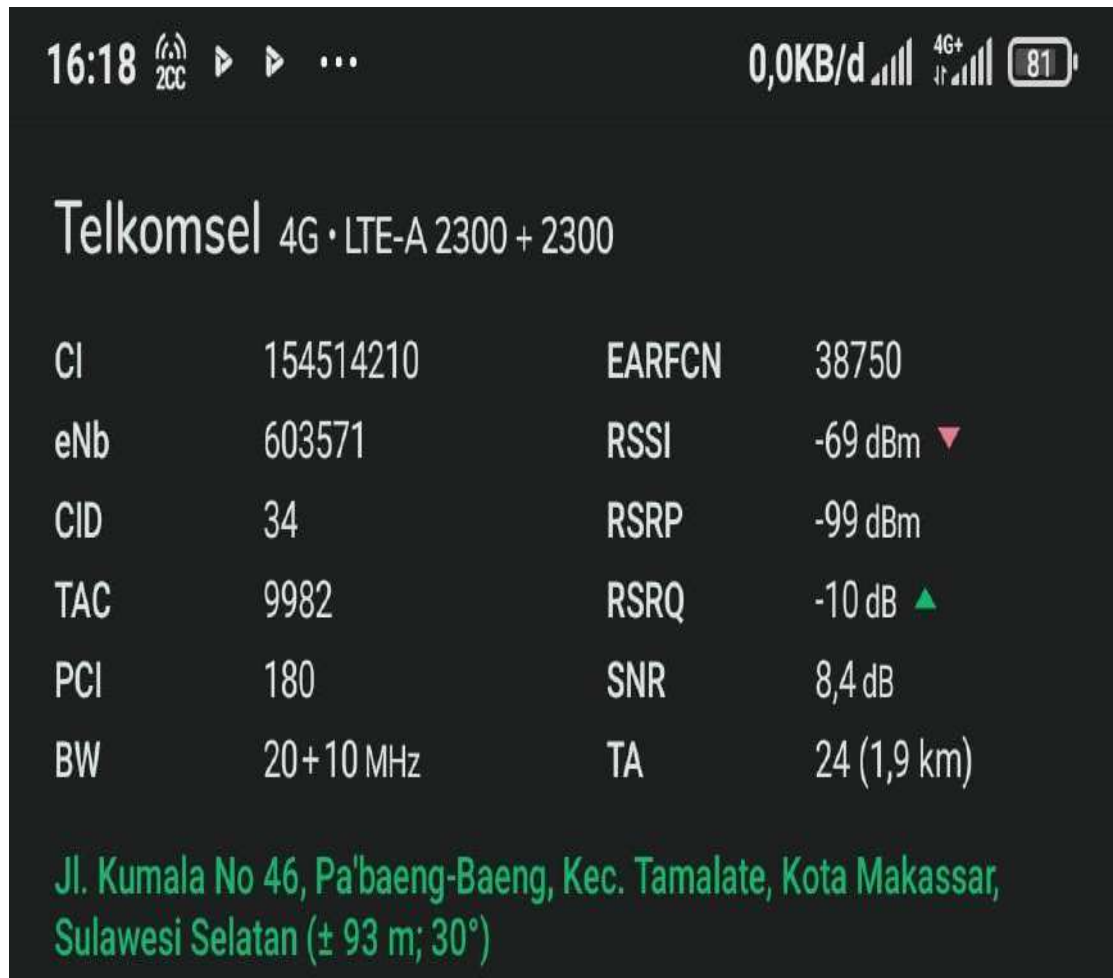 16:18 2CC ... 0,0KB/d 4G+ 81
Telkomsel 4G • LTE-A 2300 + 2300
CI 154514210 EARFCN 38750
eNb 603571 RSSI -69 dBm ▼
CID 34 RSRP -99 dBm
TAC 9982 RSRQ -10 dB ▲
PCI 180 SNR 8,4 dB
BW 20+10 MHz TA 24 (1,9 km)
Jl. Kumala No 46, Pa'baeng-Baeng, Kec. Tamalate, Kota Makassar,
Sulawesi Selatan (± 93 m; 30°)